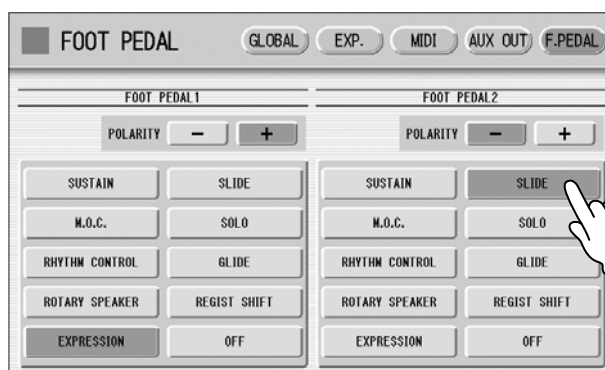 FOOT PEDAL GLOBAL EXP. MIDI AUX OUT F.PEDAL
FOOT PEDAL1
POLARITY − +
SUSTAIN SLIDE
M.O.C. SOLO
RHYTHM CONTROL GLIDE
ROTARY SPEAKER REGIST SHIFT
EXPRESSION OFF
FOOT PEDAL2
POLARITY − +
SUSTAIN SLIDE
M.O.C. SOLO
RHYTHM CONTROL GLIDE
ROTARY SPEAKER REGIST SHIFT
EXPRESSION OFF